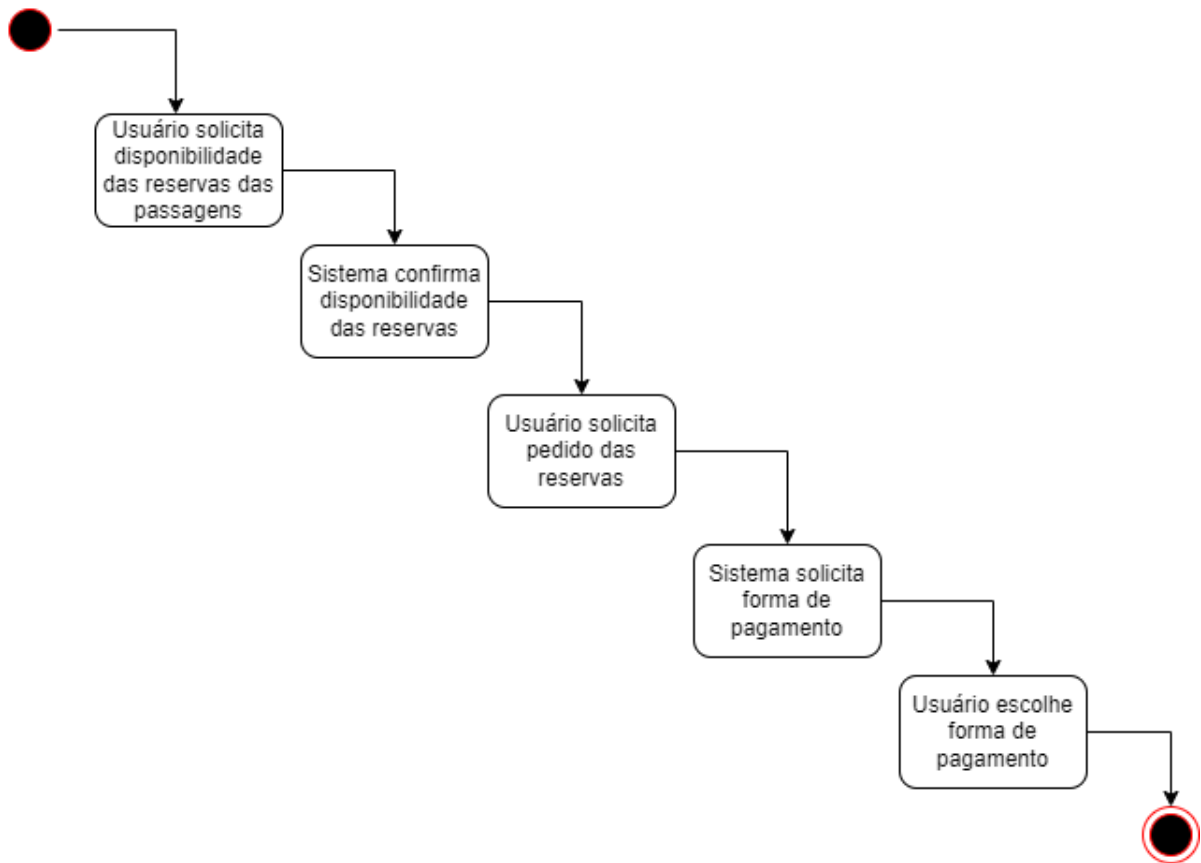 Usuário solicita
disponibilidade
das reservas das
passagens
Sistema confirma
disponibilidade
das reservas
Usuário solicita
pedido das
reservas
Sistema solicita
forma de
pagamento
Usuário escolhe
forma de
pagamento